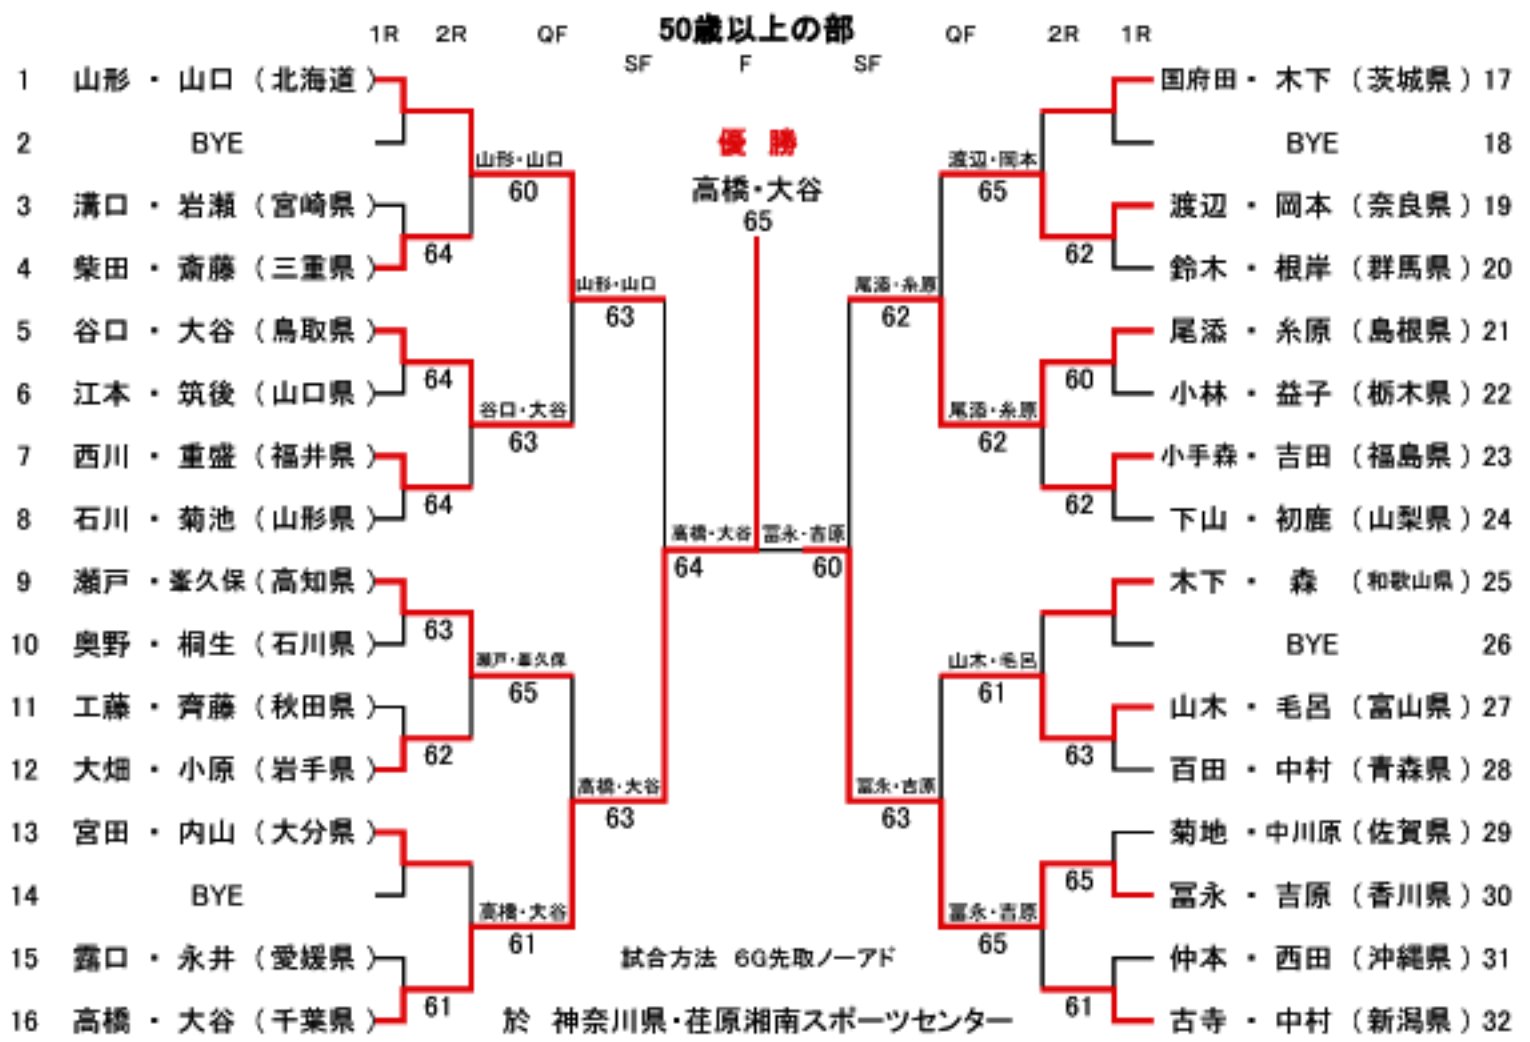 50歳以上の部
1R 2R QF SF F SF QF 2R 1R
優 勝
高橋・大谷
65
1 山形 ・ 山口 ( 北海道 )
2 BYE
3 溝口 ・ 岩瀬 ( 宮崎県 )
4 柴田 ・ 斎藤 ( 三重県 )
5 谷口 ・ 大谷 ( 鳥取県 )
6 江本 ・ 筑後 ( 山口県 )
7 西川 ・ 重盛 ( 福井県 )
8 石川 ・ 菊池 ( 山形県 )
9 瀬戸 ・ 峯久保 ( 高知県 )
10 奥野 ・ 桐生 ( 石川県 )
11 工藤 ・ 齊藤 ( 秋田県 )
12 大畑 ・ 小原 ( 岩手県 )
13 宮田 ・ 内山 ( 大分県 )
14 BYE
15 露口 ・ 永井 ( 愛媛県 )
16 高橋 ・ 大谷 ( 千葉県 )
64
64
64
63
62
61
山形・山口
60
谷口・大谷
63
瀬戸・峯久保
65
高橋・大谷
61
山形・山口
63
高橋・大谷
63
高橋・大谷
64
冨永・吉原
60
尾添・糸原
62
冨永・吉原
63
渡辺・岡本
65
尾添・糸原
62
山木・毛呂
61
冨永・吉原
65
62
60
62
63
65
61
国府田・ 木下 ( 茨城県 ) 17
BYE 18
渡辺 ・ 岡本 ( 奈良県 ) 19
鈴木 ・ 根岸 ( 群馬県 ) 20
尾添 ・ 糸原 ( 島根県 ) 21
小林 ・ 益子 ( 栃木県 ) 22
小手森・ 吉田 ( 福島県 ) 23
下山 ・ 初鹿 ( 山梨県 ) 24
木下 ・ 森 ( 和歌山県 ) 25
BYE 26
山木 ・ 毛呂 ( 富山県 ) 27
百田 ・ 中村 ( 青森県 ) 28
菊地 ・中川原 ( 佐賀県 ) 29
冨永 ・ 吉原 ( 香川県 ) 30
仲本 ・ 西田 ( 沖縄県 ) 31
古寺 ・ 中村 ( 新潟県 ) 32
試合方法 6G先取ノーアド
於 神奈川県・荏原湘南スポーツセンター